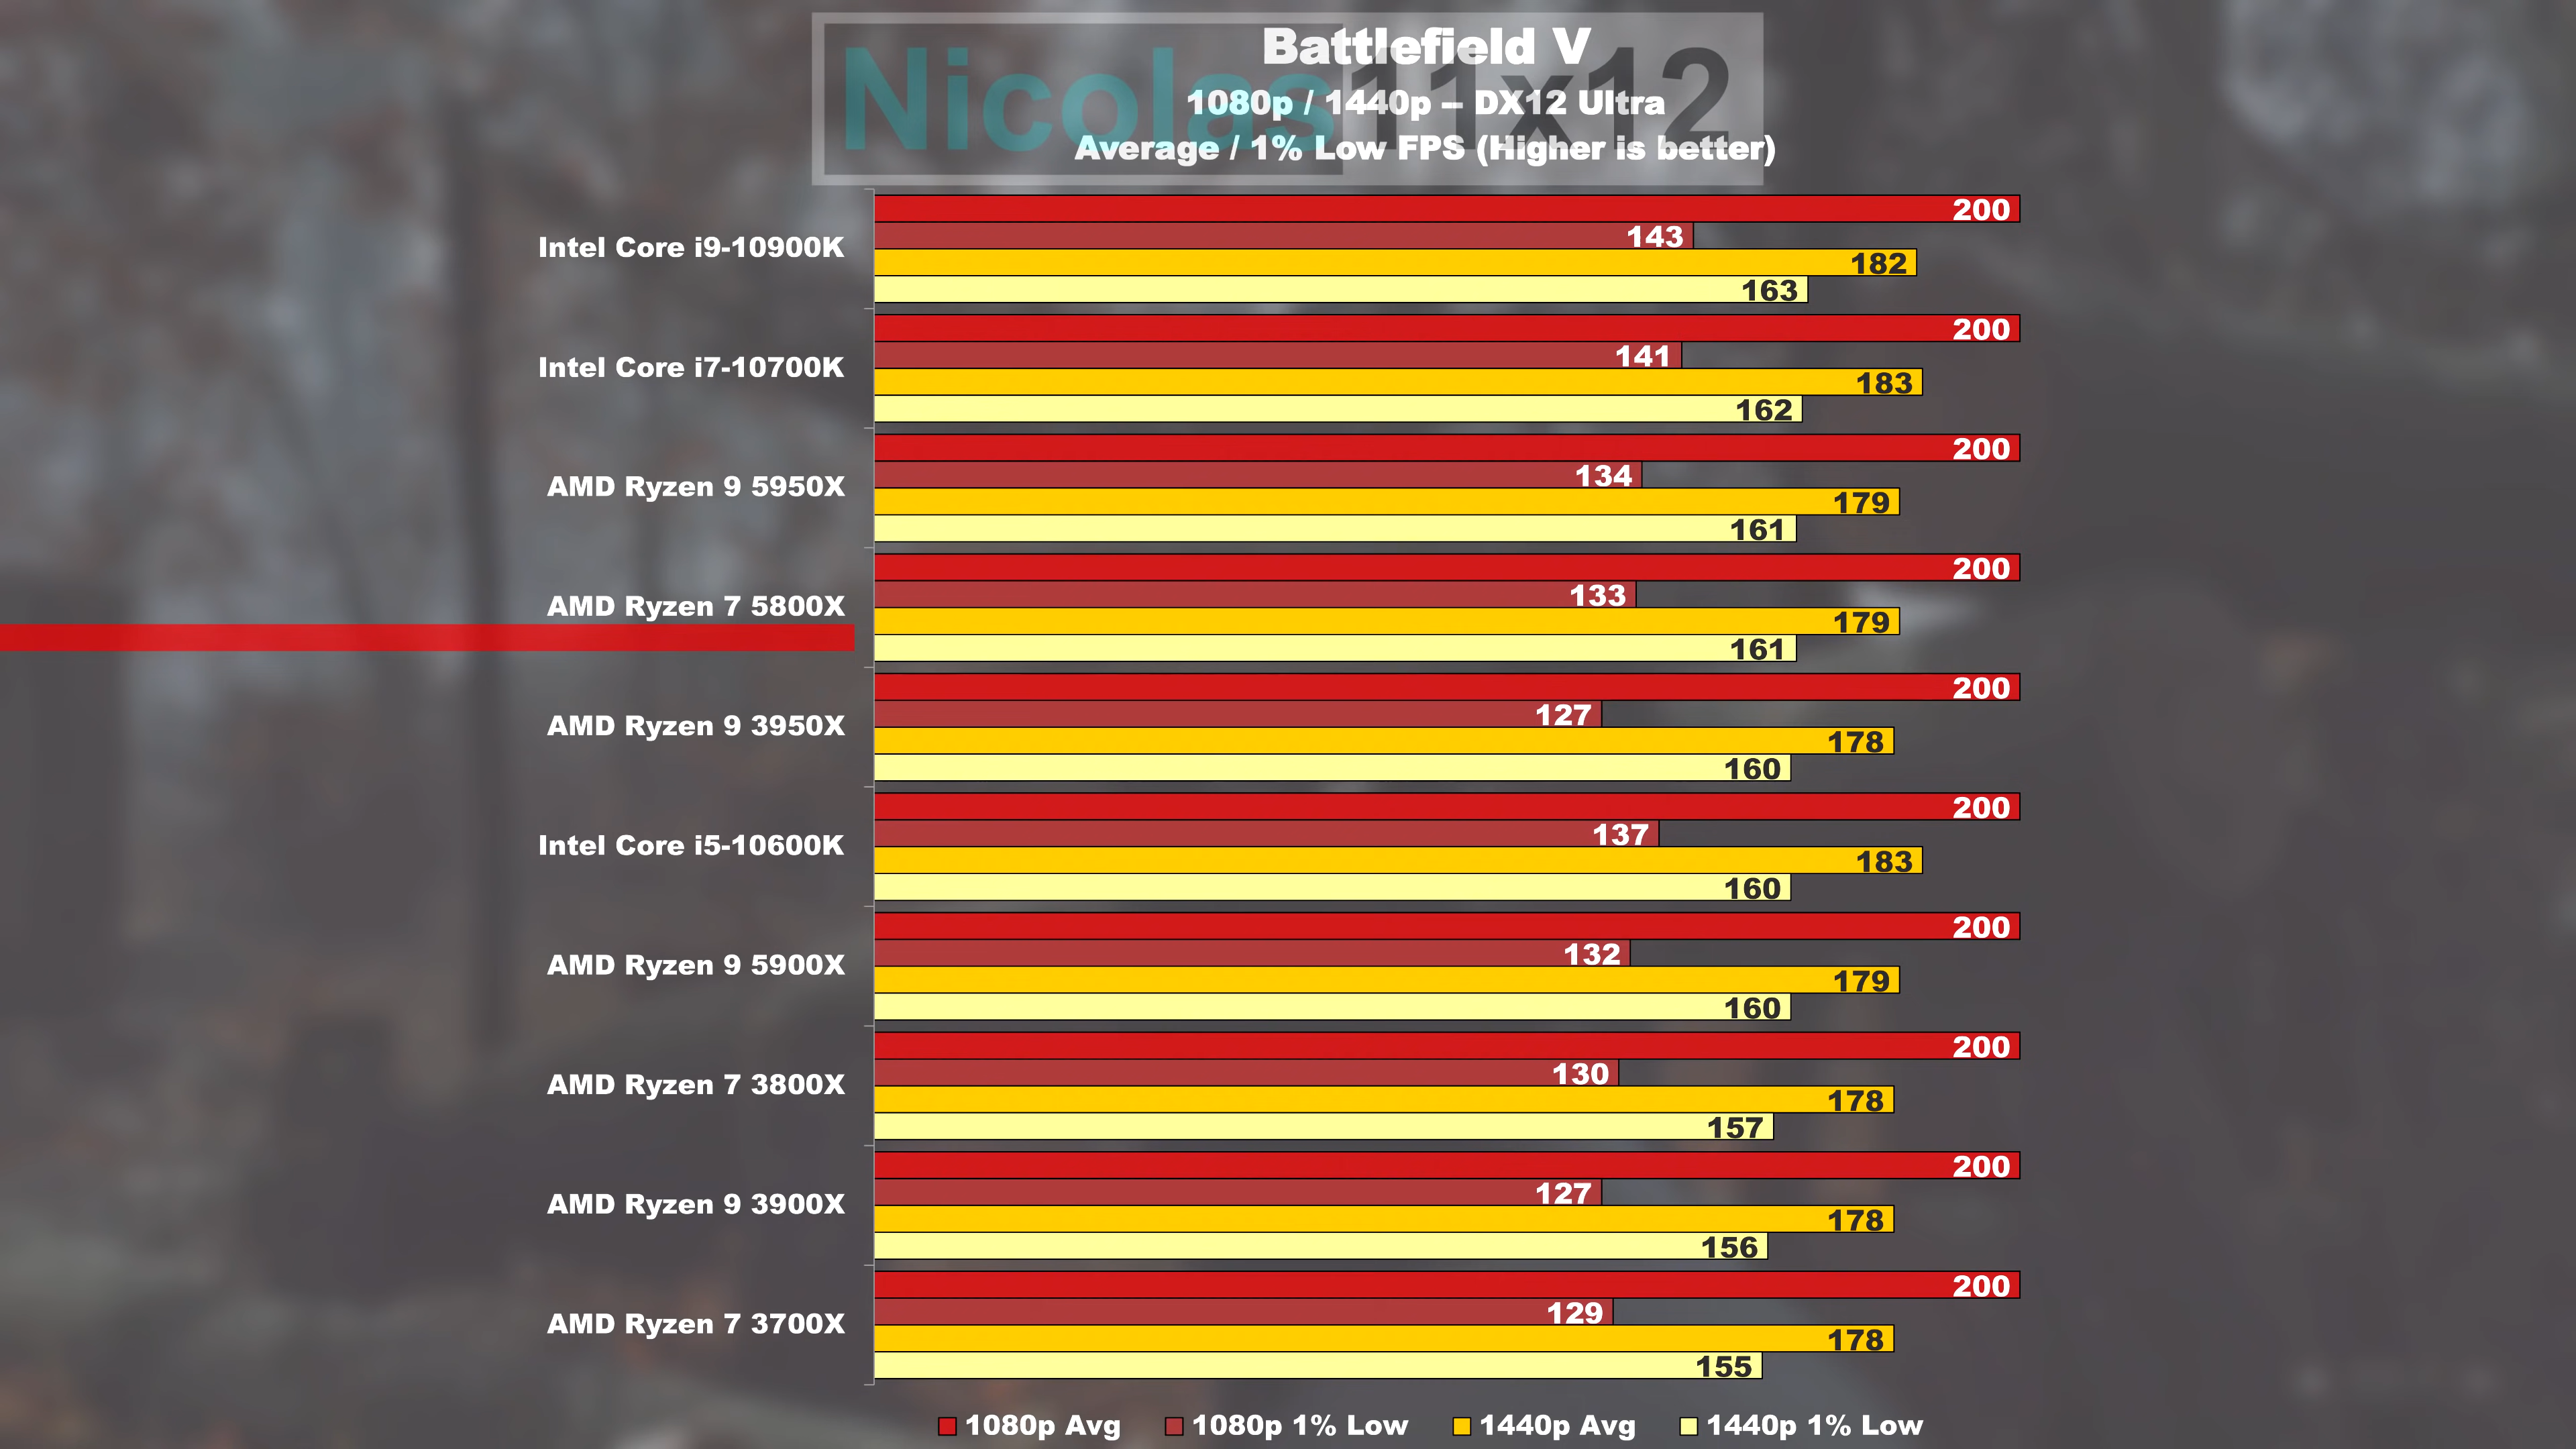 Nicolas11x12
Battlefield V
1080p / 1440p – DX12 Ultra
Average / 1% Low FPS (Higher is better)
Intel Core i9-10900K
200
143
182
163
Intel Core i7-10700K
200
141
183
162
AMD Ryzen 9 5950X
200
134
179
161
AMD Ryzen 7 5800X
200
133
179
161
AMD Ryzen 9 3950X
200
127
178
160
Intel Core i5-10600K
200
137
183
160
AMD Ryzen 9 5900X
200
132
179
160
AMD Ryzen 7 3800X
200
130
178
157
AMD Ryzen 9 3900X
200
127
178
156
AMD Ryzen 7 3700X
200
129
178
155
1080p Avg 1080p 1% Low 1440p Avg 1440p 1% Low